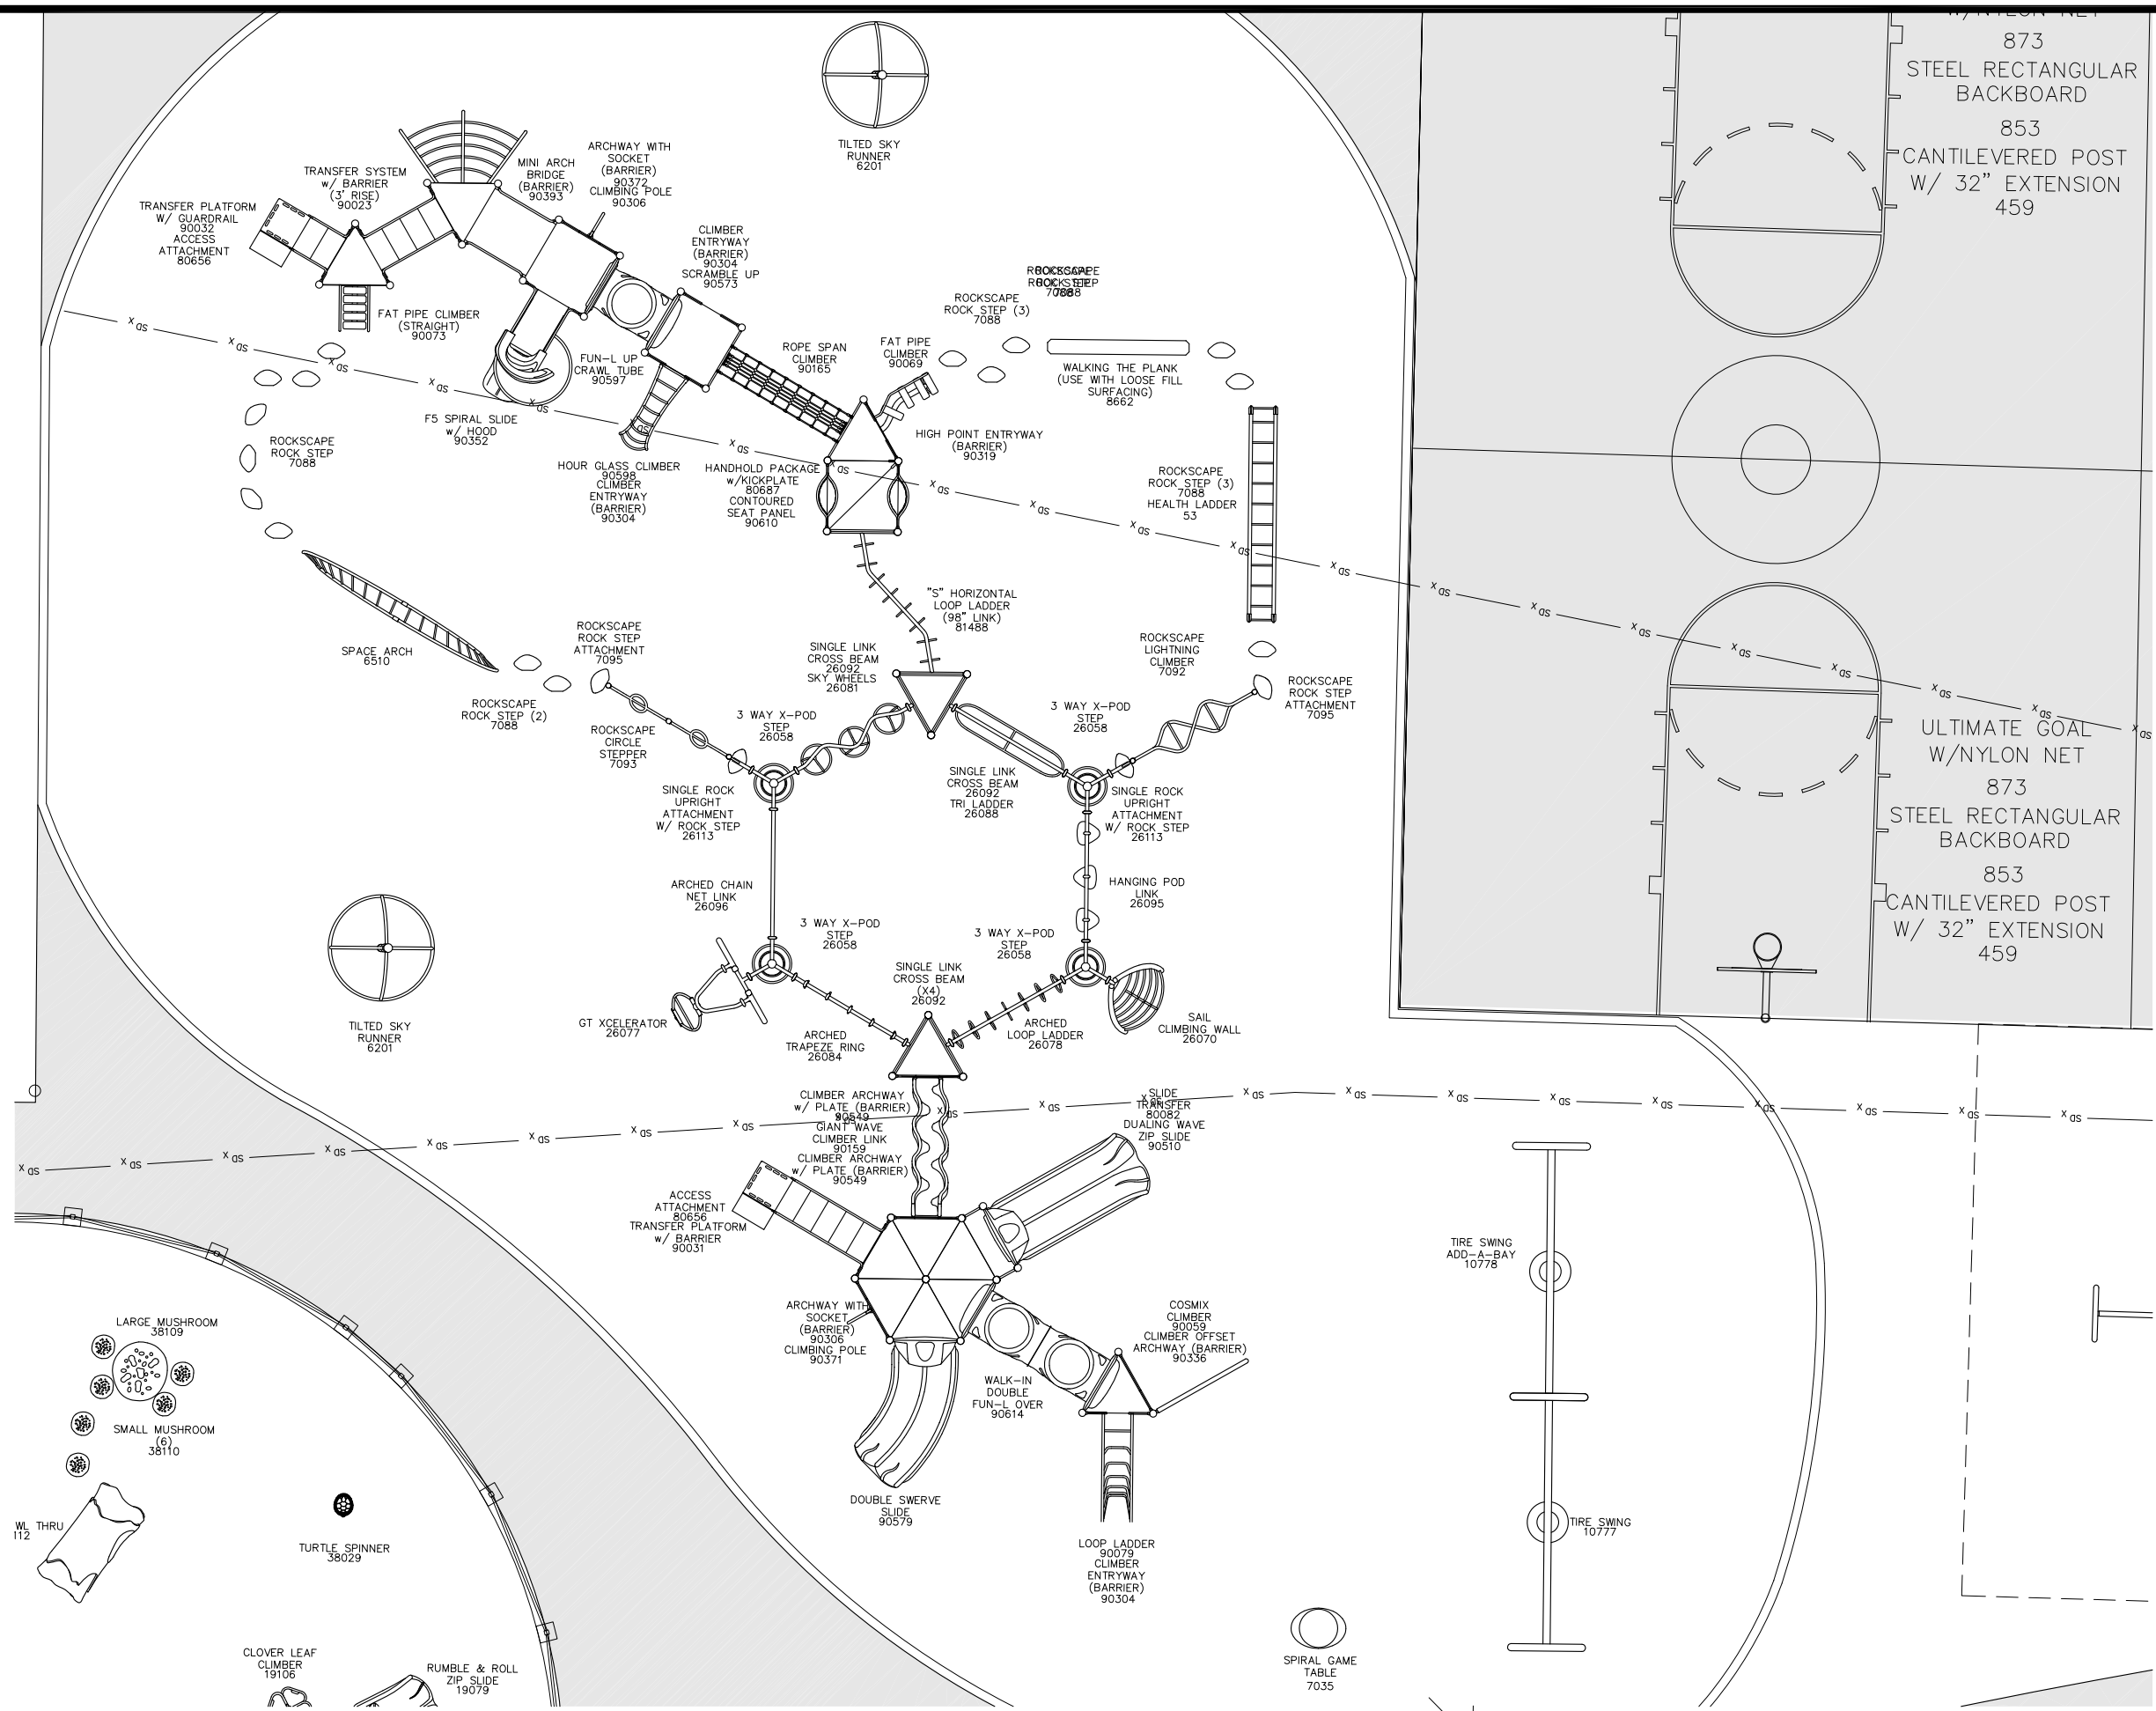 W/NYLON NET
873
STEEL RECTANGULAR
BACKBOARD
853
CANTILEVERED POST
W/ 32" EXTENSION
459
TILTED SKY
RUNNER
6201
ARCHWAY WITH
SOCKET
(BARRIER)
90372
CLIMBING POLE
90306
MINI ARCH
BRIDGE
(BARRIER)
90393
TRANSFER SYSTEM
w/ BARRIER
(3' RISE)
90023
TRANSFER PLATFORM
W/ GUARDRAIL
90032
ACCESS
ATTACHMENT
80656
CLIMBER
ENTRYWAY
(BARRIER)
90304
SCRAMBLE UP
90573
FAT PIPE CLIMBER
(STRAIGHT)
90073
ROCKSCAPE
ROCK STEP
7088
ROCKSCAPE
ROCK STEP (3)
7088
FUN-L UP
CRAWL TUBE
90597
ROPE SPAN
CLIMBER
90165
FAT PIPE
CLIMBER
90069
WALKING THE PLANK
(USE WITH LOOSE FILL
SURFACING)
8662
F5 SPIRAL SLIDE
w/ HOOD
90352
ROCKSCAPE
ROCK STEP
7088
HIGH POINT ENTRYWAY
(BARRIER)
90319
HOUR GLASS CLIMBER
90598
CLIMBER
ENTRYWAY
(BARRIER)
90304
HANDHOLD PACKAGE
w/KICKPLATE
80687
CONTOURED
SEAT PANEL
90610
ROCKSCAPE
ROCK STEP (3)
7088
HEALTH LADDER
53
"S" HORIZONTAL
LOOP LADDER
(98" LINK)
81488
SPACE ARCH
6510
ROCKSCAPE
ROCK STEP
ATTACHMENT
7095
SINGLE LINK
CROSS BEAM
26092
SKY WHEELS
26081
ROCKSCAPE
LIGHTNING
CLIMBER
7092
ROCKSCAPE
ROCK STEP
ATTACHMENT
7095
ROCKSCAPE
ROCK STEP (2)
7088
3 WAY X-POD
STEP
26058
3 WAY X-POD
STEP
26058
ROCKSCAPE
CIRCLE
STEPPER
7093
SINGLE LINK
CROSS BEAM
26092
TRI LADDER
26088
SINGLE ROCK
UPRIGHT
ATTACHMENT
W/ ROCK STEP
26113
SINGLE ROCK
UPRIGHT
ATTACHMENT
W/ ROCK STEP
26113
ULTIMATE GOAL
W/NYLON NET
873
STEEL RECTANGULAR
BACKBOARD
853
CANTILEVERED POST
W/ 32" EXTENSION
459
ARCHED CHAIN
NET LINK
26096
HANGING POD
LINK
26095
3 WAY X-POD
STEP
26058
3 WAY X-POD
STEP
26058
SINGLE LINK
CROSS BEAM
(X4)
26092
TILTED SKY
RUNNER
6201
GT XCELERATOR
26077
ARCHED
TRAPEZE RING
26084
ARCHED
LOOP LADDER
26078
SAIL
CLIMBING WALL
26070
CLIMBER ARCHWAY
w/ PLATE (BARRIER)
90549
GIANT WAVE
CLIMBER LINK
90159
CLIMBER ARCHWAY
w/ PLATE (BARRIER)
90549
SLIDE
TRANSFER
80082
DUALING WAVE
ZIP SLIDE
90510
ACCESS
ATTACHMENT
80656
TRANSFER PLATFORM
w/ BARRIER
90031
TIRE SWING
ADD-A-BAY
10778
ARCHWAY WITH
SOCKET
(BARRIER)
90306
CLIMBING POLE
90371
COSMIX
CLIMBER
90059
CLIMBER OFFSET
ARCHWAY (BARRIER)
90336
LARGE MUSHROOM
38109
SMALL MUSHROOM
(6)
38110
WALK-IN
DOUBLE
FUN-L OVER
90614
DOUBLE SWERVE
SLIDE
90579
TIRE SWING
10777
WL THRU
112
TURTLE SPINNER
38029
LOOP LADDER
90079
CLIMBER
ENTRYWAY
(BARRIER)
90304
CLOVER LEAF
CLIMBER
19106
RUMBLE & ROLL
ZIP SLIDE
19079
SPIRAL GAME
TABLE
7035